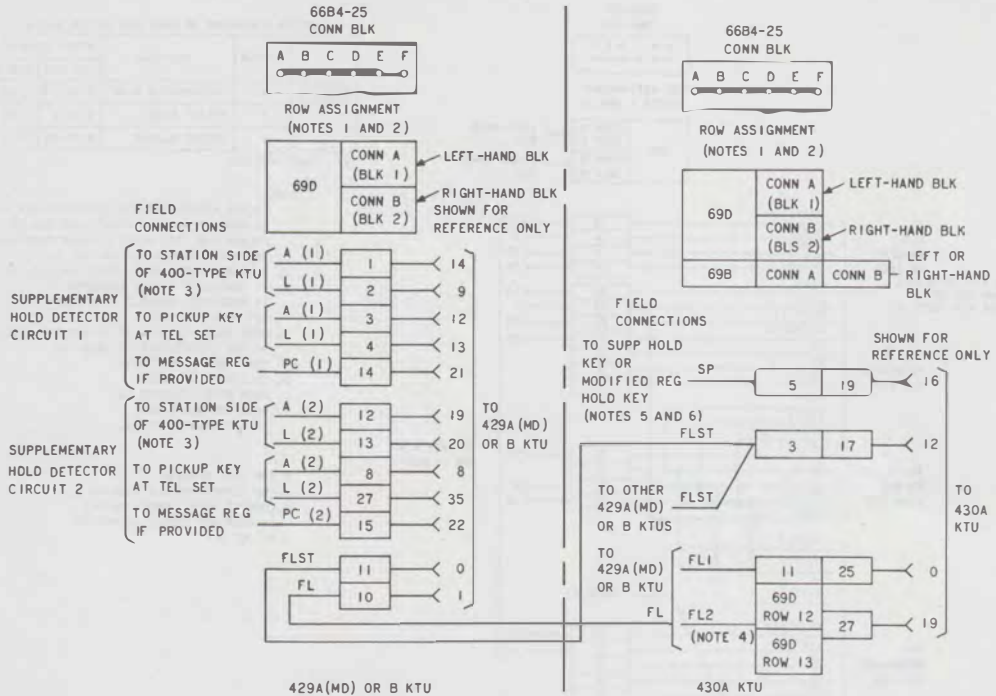 66B4-25
CONN BLK
A B C D E F
ROW ASSIGNMENT
(NOTES 1 AND 2)
69D
CONN A
(BLK 1)
LEFT-HAND BLK
CONN B
(BLK 2)
RIGHT-HAND BLK
SHOWN FOR
REFERENCE ONLY
FIELD
CONNECTIONS
SUPPLEMENTARY
HOLD DETECTOR
CIRCUIT 1
TO STATION SIDE
OF 400-TYPE KTU
(NOTE 3)
A (1) 1 14
L (1) 2 9
TO PICKUP KEY
AT TEL SET
A (1) 3 12
L (1) 4 13
TO MESSAGE REG
IF PROVIDED
PC (1) 14 21
SUPPLEMENTARY
HOLD DETECTOR
CIRCUIT 2
TO STATION SIDE
OF 400-TYPE KTU
(NOTE 3)
A (2) 12 19
L (2) 13 20
TO PICKUP KEY
AT TEL SET
A (2) 8 8
L (2) 27 35
TO MESSAGE REG
IF PROVIDED
PC (2) 15 22
FLST 11 0
FL 10 1
TO
429A(MD)
OR B KTU
429A(MD) OR B KTU
66B4-25
CONN BLK
A B C D E F
ROW ASSIGNMENT
(NOTES 1 AND 2)
69D
CONN A
(BLK 1)
LEFT-HAND BLK
CONN B
(BLS 2)
RIGHT-HAND BLK
69B CONN A CONN B
LEFT OR
RIGHT-HAND
BLK
FIELD
CONNECTIONS
SHOWN FOR
REFERENCE ONLY
TO SUPP HOLD
KEY OR
MODIFIED REG
HOLD KEY
(NOTES 5 AND 6)
SP 5 19 16
FLST 3 17 12
TO OTHER
429A(MD)
OR B KTUS
FLST
TO
429A(MD)
OR B KTU
FL1 11 25 0
69D
ROW 12
FL FL2 27 19
(NOTE 4)
69D
ROW 13
TO
430A
KTU
430A KTU